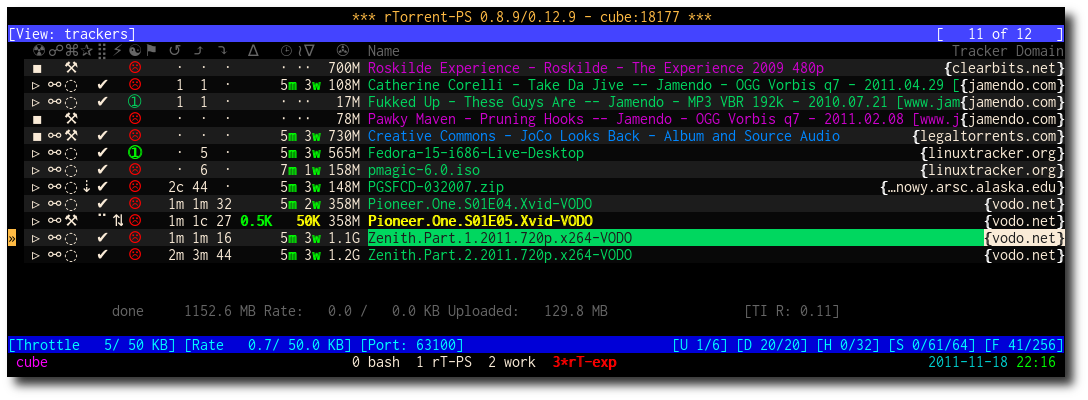 *** rTorrent-PS 0.8.9/0.12.9 - cube:18177 ***
[View: trackers] [ 11 of 12 ]
☢ ☍ ⌘ ✰ ⣿ ⚡ ☯ ⚑ ↺ ⤴ ⤵ ∆ ⊙ ≀∇ ✇ Name Tracker Domain
■ ⚒ ☹ · · · · ·· 700M Roskilde Experience - Roskilde - The Experience 2009 480p {clearbits.net}
▹ ⚯ ◌ ✔ ☹ 1 1 · 5m 3w 108M Catherine Corelli - Take Da Jive -- Jamendo - OGG Vorbis q7 - 2011.04.29 [{jamendo.com}
▹ ⚯ ◌ ✔ ① 1 1 · · ·· 17M Fukked Up - These Guys Are -- Jamendo - MP3 VBR 192k - 2010.07.21 [www.jam{jamendo.com}
■ ⚒ ☹ · · · · ·· 78M Pawky Maven - Pruning Hooks -- Jamendo - OGG Vorbis q7 - 2011.02.08 [www.j{jamendo.com}
■ ⚯ ⚒ ☹ · · · 5m 3w 730M Creative Commons - JoCo Looks Back - Album and Source Audio {legaltorrents.com}
▹ ⚯ ◌ ✔ ① · 5 · 5m 3w 565M Fedora-15-i686-Live-Desktop {linuxtracker.org}
▹ ⚯ ◌ ✔ ☹ · 6 · 7m 1w 158M pmagic-6.0.iso {linuxtracker.org}
▹ ⚯ ◌ ⇣ ✔ ☹ 2c 44 · 5m 3w 148M PGSFCD-032007.zip {…nowy.arsc.alaska.edu}
▹ ⚯ ◌ ✔ ☹ 1m 1m 32 5m 2w 358M Pioneer.One.S01E04.Xvid-VODO {vodo.net}
▹ ⚯ ⚒ ⠉ ⇅ ☹ 1m 1c 27 0.5K 50K 358M Pioneer.One.S01E05.Xvid-VODO {vodo.net}
» ▹ ⚯ ◌ ✔ ☹ 1m 1m 16 5m 3w 1.1G Zenith.Part.1.2011.720p.x264-VODO {vodo.net}
▹ ⚯ ◌ ✔ ☹ 2m 3m 44 5m 3w 1.2G Zenith.Part.2.2011.720p.x264-VODO {vodo.net}
done 1152.6 MB Rate: 0.0 / 0.0 KB Uploaded: 129.8 MB [TI R: 0.11]
[Throttle 5/ 50 KB] [Rate 0.7/ 50.0 KB] [Port: 63100] [U 1/6] [D 20/20] [H 0/32] [S 0/61/64] [F 41/256]
cube 0 bash 1 rT-PS 2 work 3*rT-exp 2011-11-18 22:16